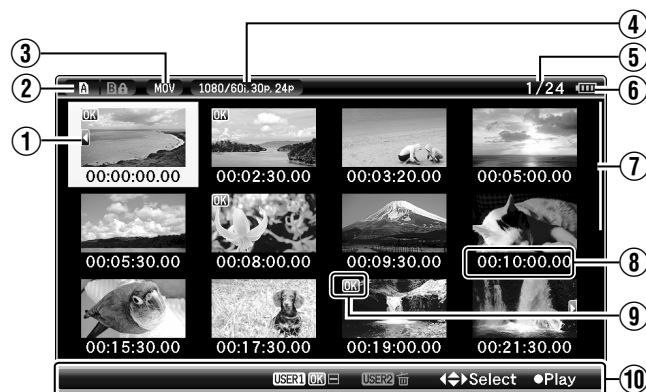 ④
③
⑤
② A B MOV 1080/60i.30P. 24P 1/24 ⑥
① OK OK
00:00:00.00 00:02:30.00 00:03:20.00 00:05:00.00 ⑦
OK
00:05:30.00 00:08:00.00 00:09:30.00 00:10:00.00 ⑧
OK ⑨
00:15:30.00 00:17:30.00 00:19:00.00 00:21:30.00
USER1 OK USER2 Select ●Play ⑩